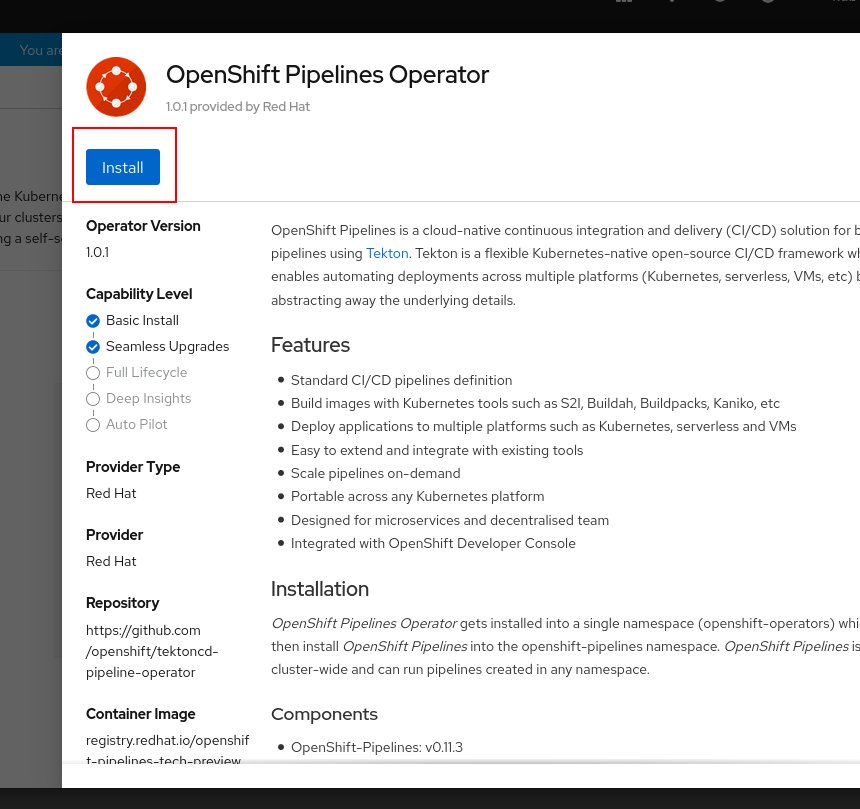 You are
OpenShift Pipelines Operator
1.0.1 provided by Red Hat
Install
ne Kuberne
ur clusters
ng a self-s
Operator Version
1.0.1
Capability Level
Basic Install
Seamless Upgrades
Full Lifecycle
Deep Insights
Auto Pilot
Provider Type
Red Hat
Provider
Red Hat
Repository
https://github.com
/openshift/tektoncd-
pipeline-operator
Container Image
registry.redhat.io/openshif
t-pipelines-tech-preview
OpenShift Pipelines is a cloud-native continuous integration and delivery (CI/CD) solution for b
pipelines using Tekton. Tekton is a flexible Kubernetes-native open-source CI/CD framework wh
enables automating deployments across multiple platforms (Kubernetes, serverless, VMs, etc) b
abstracting away the underlying details.
Features
Standard CI/CD pipelines definition
Build images with Kubernetes tools such as S2I, Buildah, Buildpacks, Kaniko, etc
Deploy applications to multiple platforms such as Kubernetes, serverless and VMs
Easy to extend and integrate with existing tools
Scale pipelines on-demand
Portable across any Kubernetes platform
Designed for microservices and decentralised team
Integrated with OpenShift Developer Console
Installation
OpenShift Pipelines Operator gets installed into a single namespace (openshift-operators) whi
then install OpenShift Pipelines into the openshift-pipelines namespace. OpenShift Pipelines is
cluster-wide and can run pipelines created in any namespace.
Components
OpenShift-Pipelines: v0.11.3